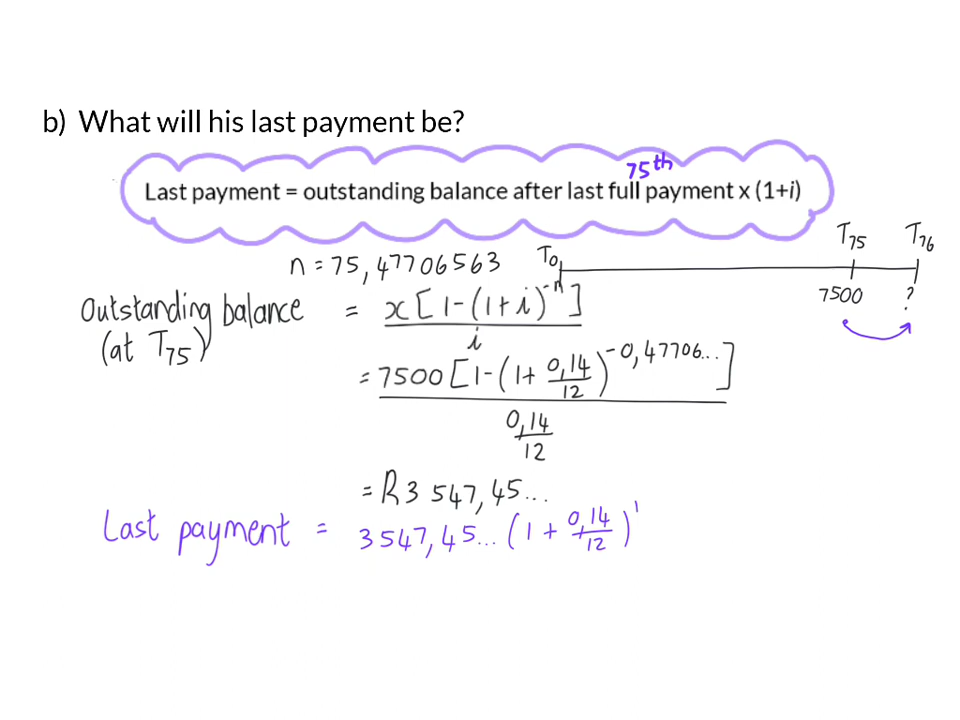 b) What will his last payment be?
75th
Last payment = outstanding balance after last full payment x (1+i)
T75 T76
n = 75,47706563 T0
7500 ?
Outstanding balance = x[1-(1+i)^-n]
(at T75) i
= 7500[1-(1+ 0,14/12)^-0,47706...]
0,14
12
= R3 547,45...
Last payment = 3547,45...(1+ 0,14/12)^1